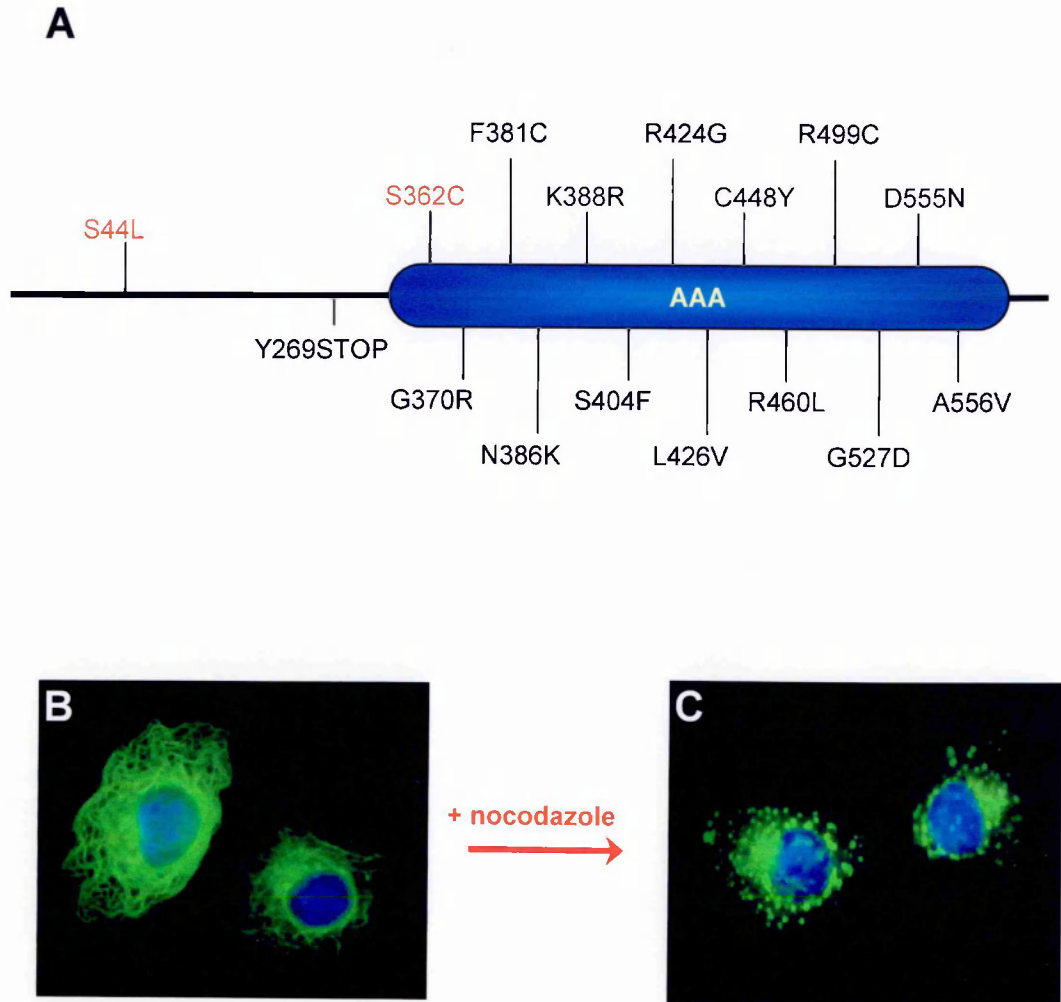 A
F381C R424G R499C
S362C K388R C448Y D555N
S44L
AAA
Y269STOP
G370R S404F R460L A556V
N386K L426V G527D
B
+ nocodazole
C